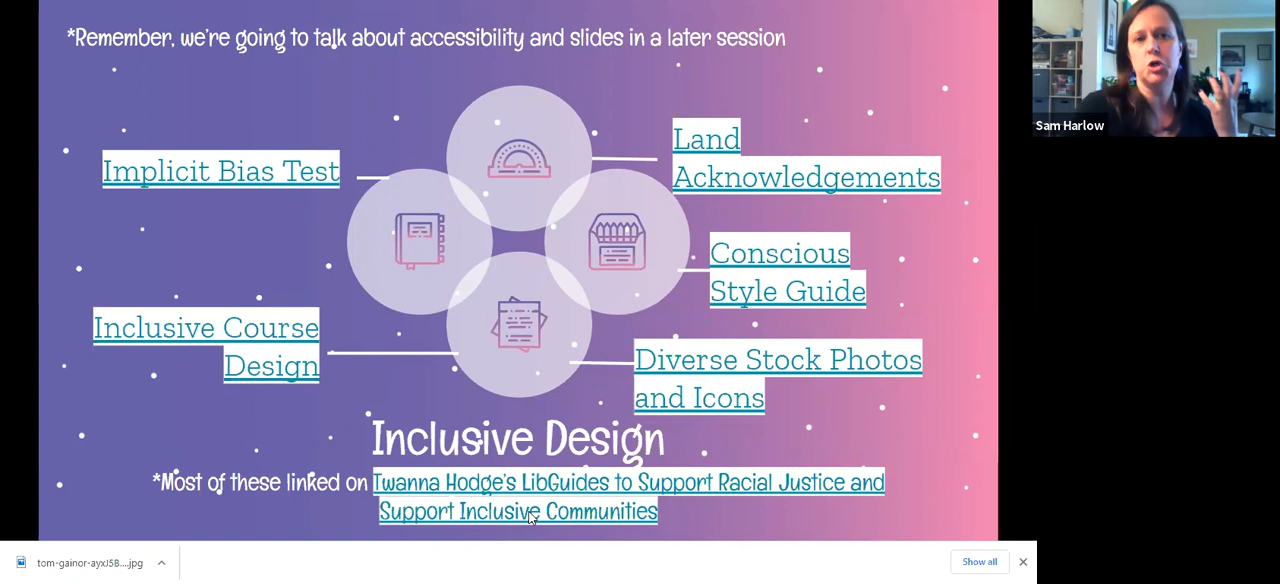 *Remember, we're going to talk about accessibility and slides in a later session
Sam Harlow
Implicit Bias Test
Land
Acknowledgements
Conscious
Style Guide
Inclusive Course
Design
Diverse Stock Photos
and Icons
Inclusive Design
*Most of these linked on Twanna Hodge's LibGuides to Support Racial Justice and
Support Inclusive Communities
tom-gainor-ayxJ5B....jpg
Show all